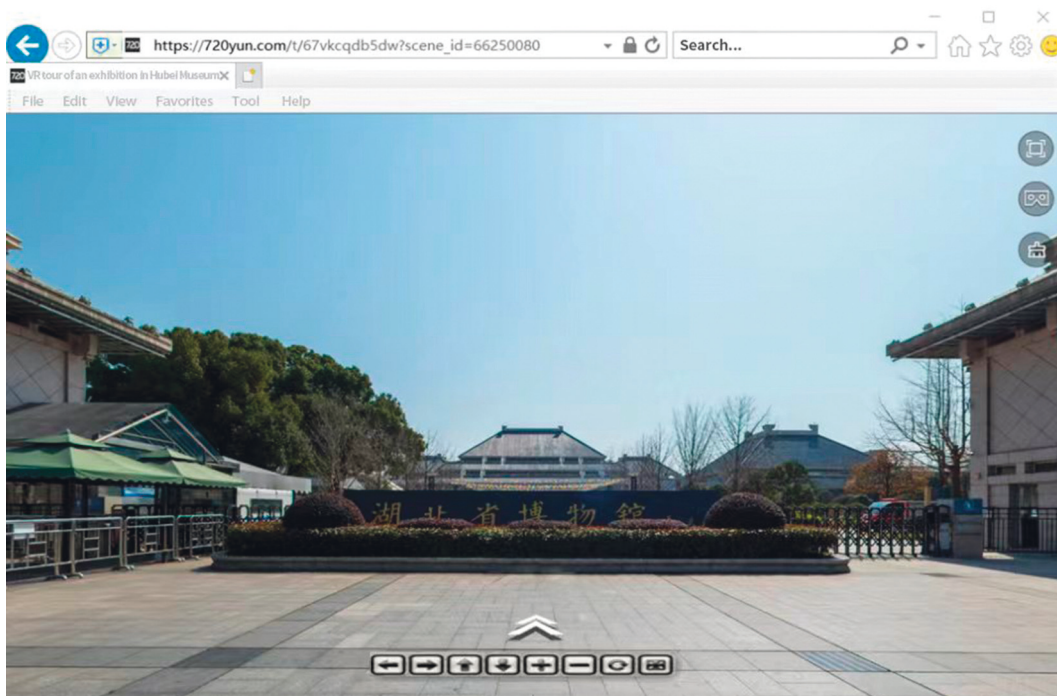 https://720yun.com/t/67vkcqdb5dw?scene_id=66250080
Search...
720 VR tour of an exhibition in Hubei Museum
File Edit View Favorites Tool Help
湖北省博物館